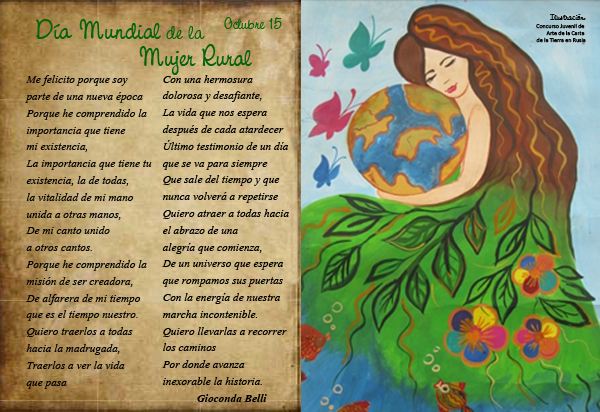 Día Mundial de la
Octubre 15
Mujer Rural
Me felicito porque soy
parte de una nueva época
Porque he comprendido la
importancia que tiene
mi existencia,
La importancia que tiene tu
existencia, la de todas,
la vitalidad de mi mano
unida a otras manos,
De mi canto unido
a otros cantos.
Porque he comprendido la
misión de ser creadora,
De alfarera de mi tiempo
que es el tiempo nuestro.
Quiero traerlos a todas
hacia la madrugada,
Traerlos a ver la vida
que pasa
Con una hermosura
dolorosa y desafiante,
La vida que nos espera
después de cada atardecer
Último testimonio de un día
que se va para siempre
Que sale del tiempo y que
nunca volverá a repetirse
Quiero atraer a todas hacia
el abrazo de una
alegría que comienza,
De un universo que espera
que rompamos sus puertas
Con la energía de nuestra
marcha incontenible.
Quiero llevarlas a recorrer
los caminos
Por donde avanza
inexorable la historia.
Gioconda Belli
Ilustración
Concurso Juvenil de
Arte de la Carta
de la Tierra en Rusia